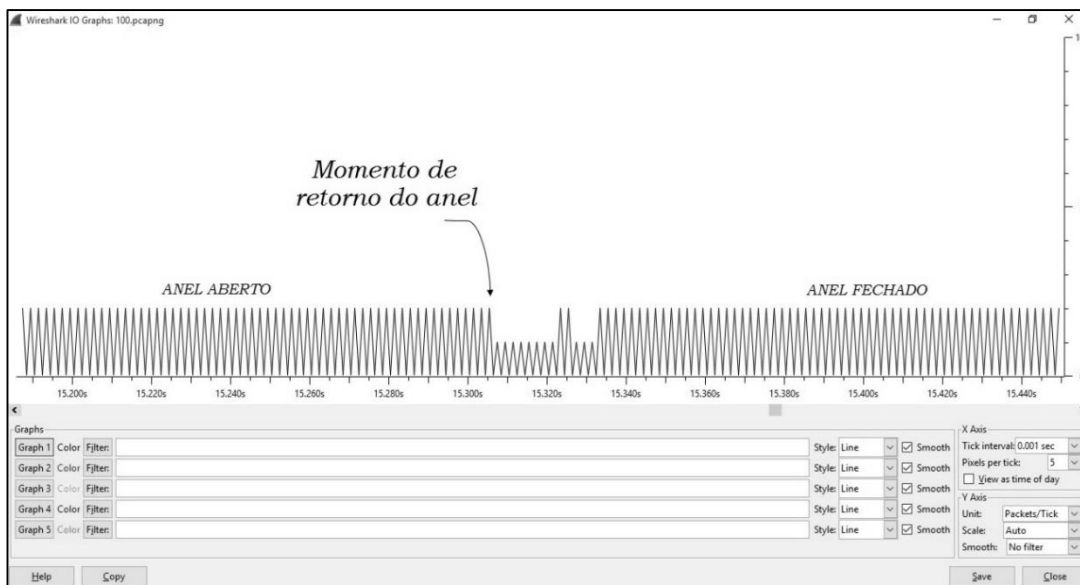 Wireshark IO Graphs: 100.pcapng
Momento de
retorno do anel
ANEL ABERTO
ANEL FECHADO
15.200s 15.220s 15.240s 15.260s 15.280s 15.300s 15.320s 15.340s 15.360s 15.380s 15.400s 15.420s 15.440s
Graphs
Graph 1 Color Filter: Style: Line Smooth
Graph 2 Color Filter: Style: Line Smooth
Graph 3 Color Filter: Style: Line Smooth
Graph 4 Color Filter: Style: Line Smooth
Graph 5 Color Filter: Style: Line Smooth
X Axis
Tick interval: 0.001 sec
Pixels per tick: 5
View as time of day
Y Axis
Unit: Packets/Tick
Scale: Auto
Smooth: No filter
Help Copy Save Close